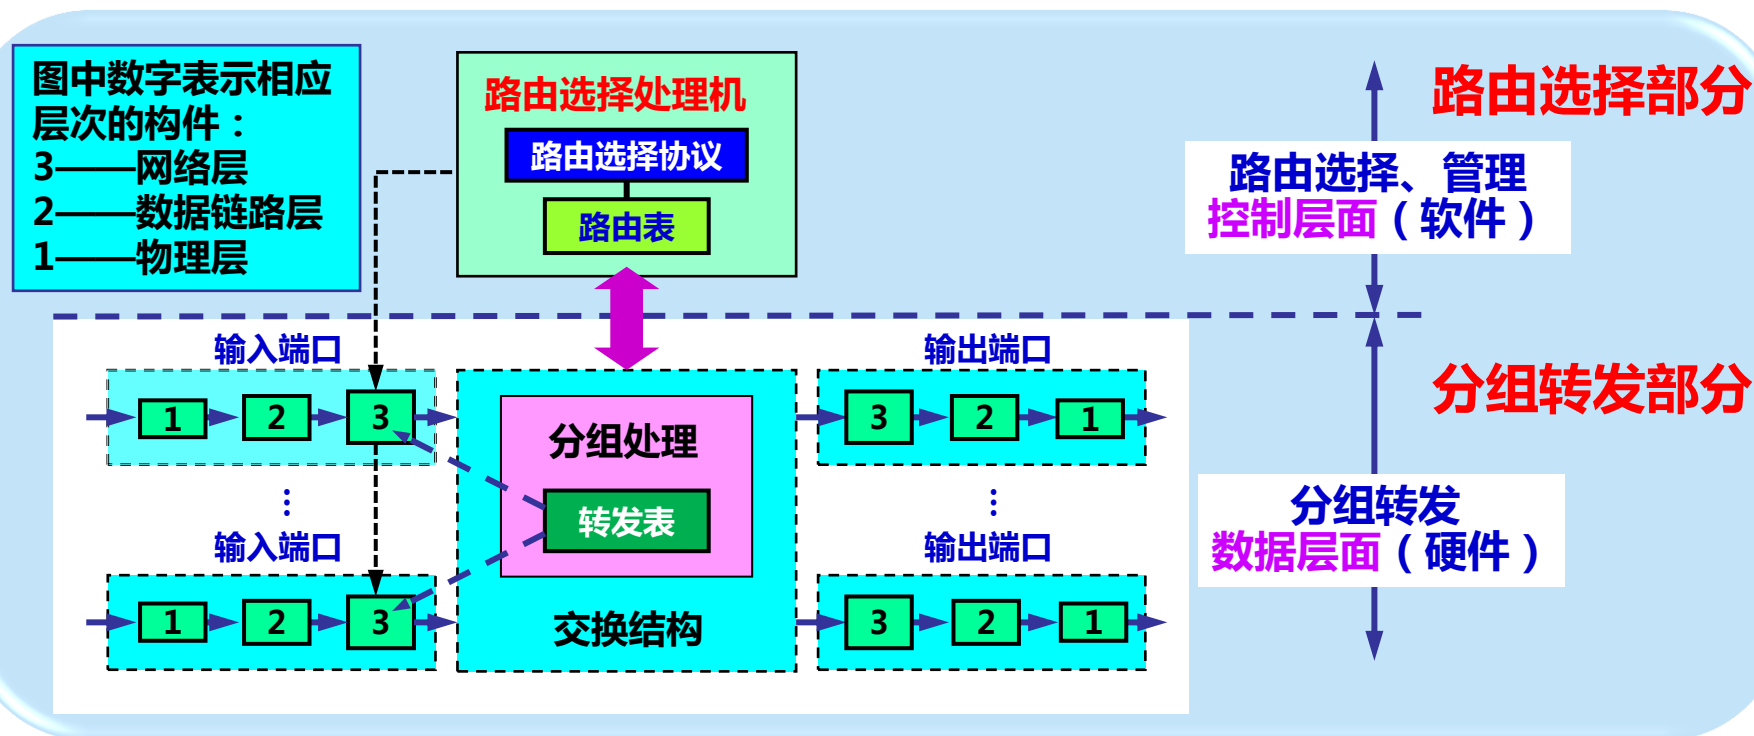 图中数字表示相应
层次的构件：
3——网络层
2——数据链路层
1——物理层
路由选择处理机
路由选择协议
路由表
路由选择部分
路由选择、管理
控制层面（软件）
输入端口
1
2
3
⋮
输入端口
1
2
3
分组处理
转发表
交换结构
输出端口
3
2
1
⋮
输出端口
3
2
1
分组转发部分
分组转发
数据层面（硬件）